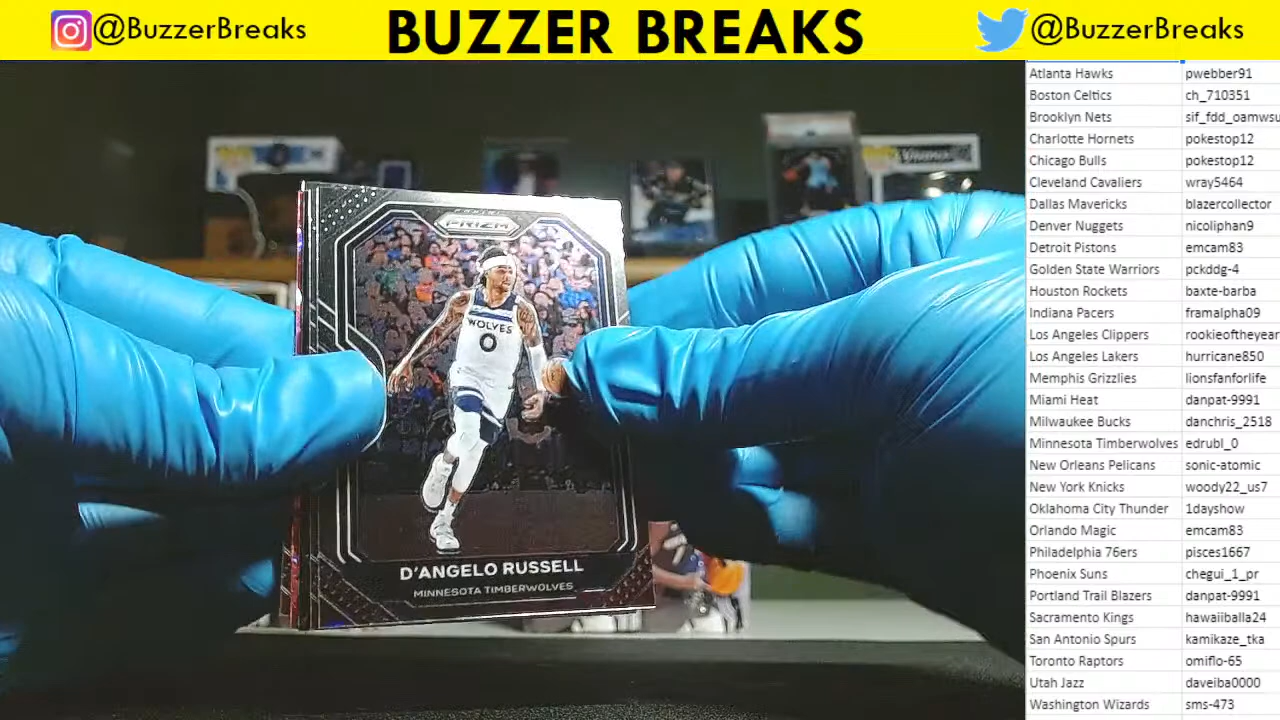 @BuzzerBreaks
BUZZER BREAKS
@BuzzerBreaks
Atlanta Hawks pwebber91
Boston Celtics ch_710351
Brooklyn Nets sif_fdd_oamwsu
Charlotte Hornets pokestop12
Chicago Bulls pokestop12
Cleveland Cavaliers wray5464
Dallas Mavericks blazercollector
Denver Nuggets nicoliphan9
Detroit Pistons emcam83
Golden State Warriors pckddg-4
Houston Rockets baxte-barba
Indiana Pacers framalpha09
Los Angeles Clippers rookieoftheyear
Los Angeles Lakers hurricane850
Memphis Grizzlies lionsfanforlife
Miami Heat danpat-9991
Milwaukee Bucks danchris_2518
Minnesota Timberwolves edrubl_0
New Orleans Pelicans sonic-atomic
New York Knicks woody22_us7
Oklahoma City Thunder 1dayshow
Orlando Magic emcam83
Philadelphia 76ers pisces1667
Phoenix Suns chegui_1_pr
Portland Trail Blazers danpat-9991
Sacramento Kings hawaiiballa24
San Antonio Spurs kamikaze_tka
Toronto Raptors omiflo-65
Utah Jazz daveiba0000
Washington Wizards sms-473
PANINI
PRIZM
WOLVES
0
D'ANGELO RUSSELL
MINNESOTA TIMBERWOLVES